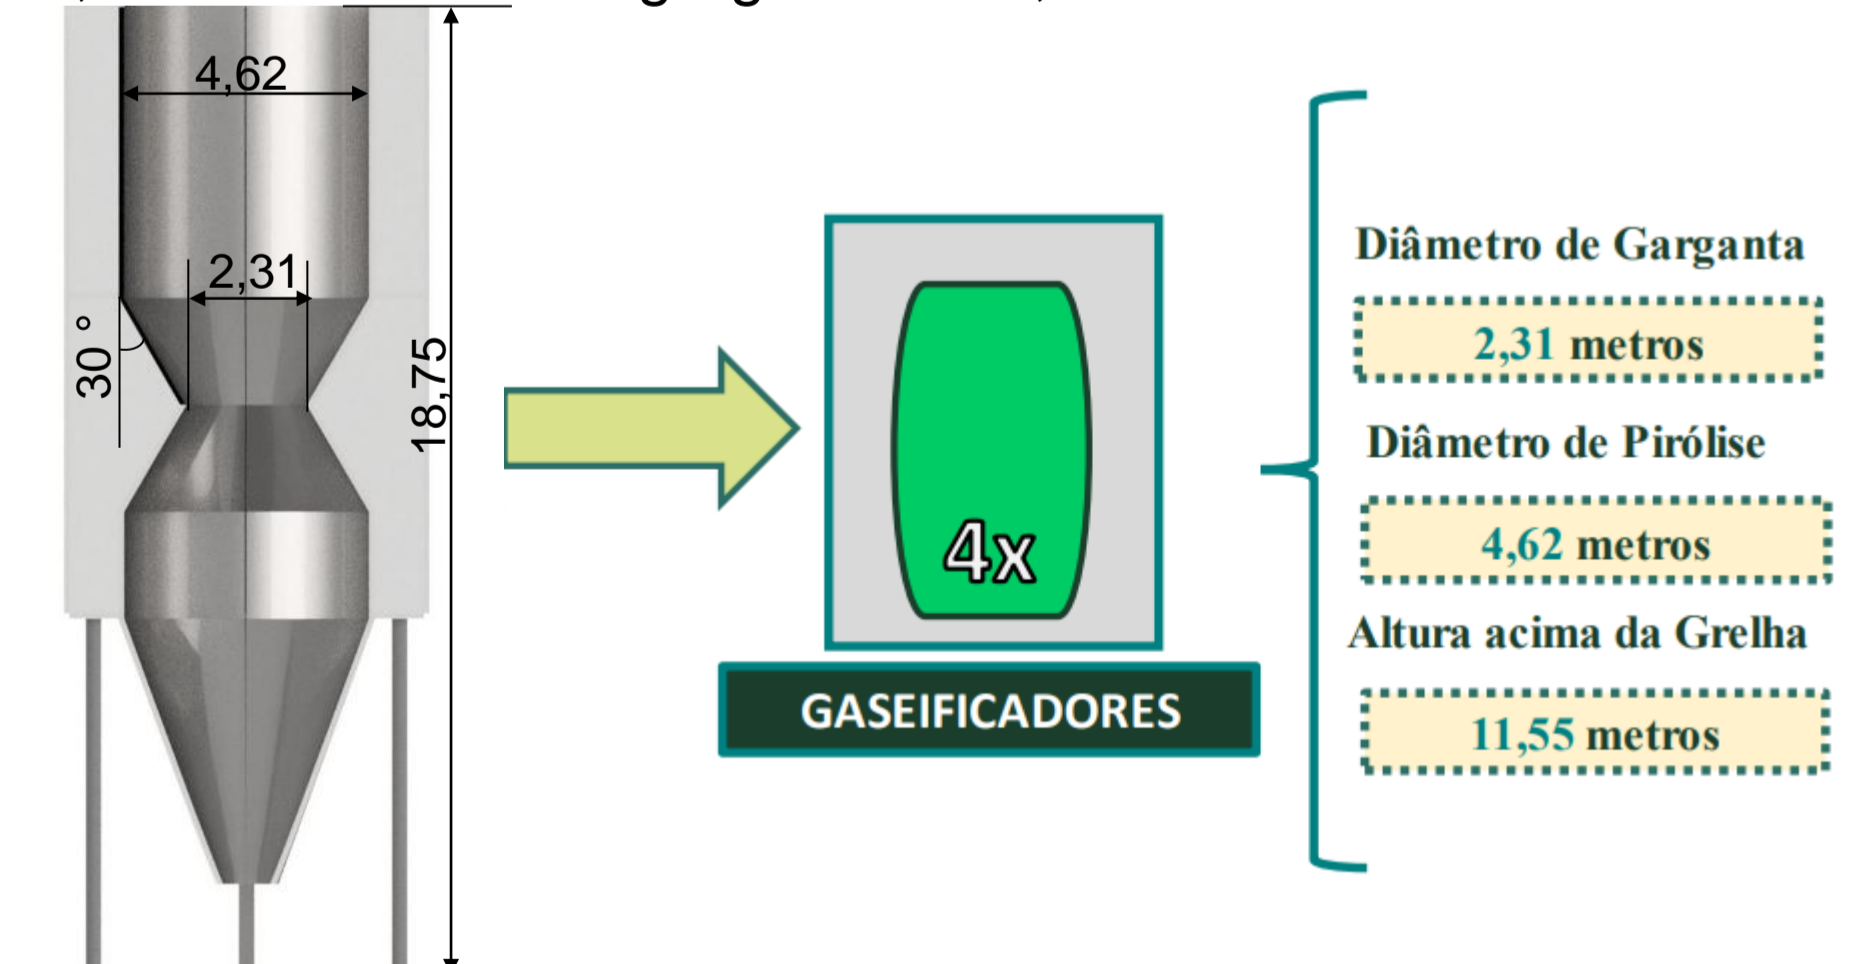 4,62
2,31
30 °
18,75
4x
GASEIFICADORES
Diâmetro de Garganta
2,31 metros
Diâmetro de Pirólise
4,62 metros
Altura acima da Grelha
11,55 metros